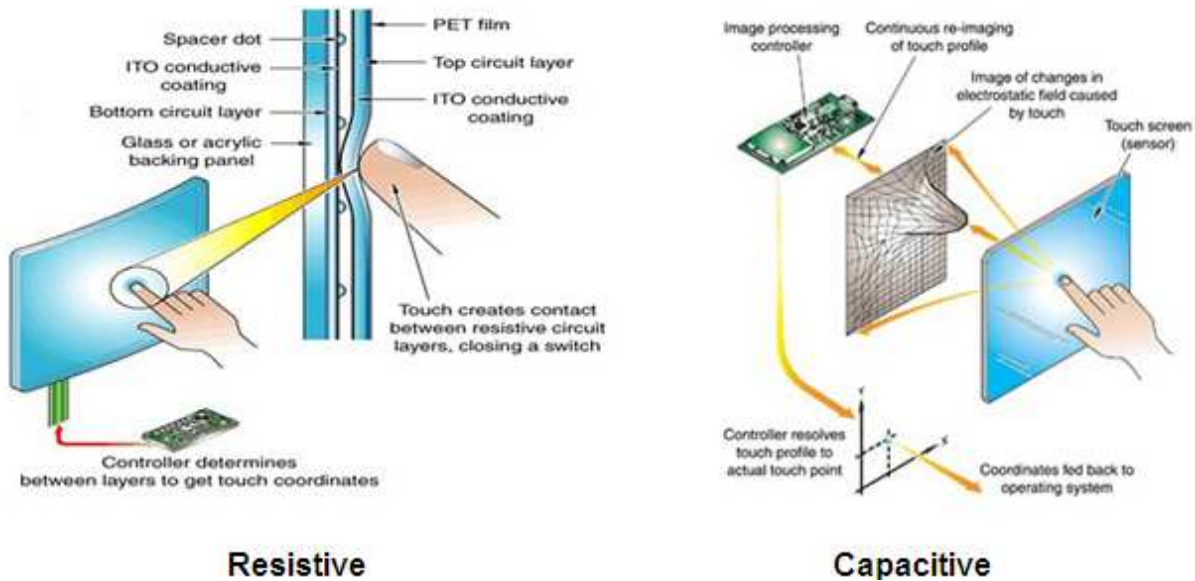 Spacer dot
ITO conductive
coating
Bottom circuit layer
Glass or acrylic
backing panel
PET film
Top circuit layer
ITO conductive
coating
Touch creates contact
between resistive circuit
layers, closing a switch
Controller determines
between layers to get touch coordinates
Resistive
Image processing
controller
Continuous re-imaging
of touch profile
Image of changes in
electrostatic field caused
by touch
Touch screen
(sensor)
Controller resolves
touch profile to
actual touch point
Y
X
Coordinates fed back to
operating system
Capacitive